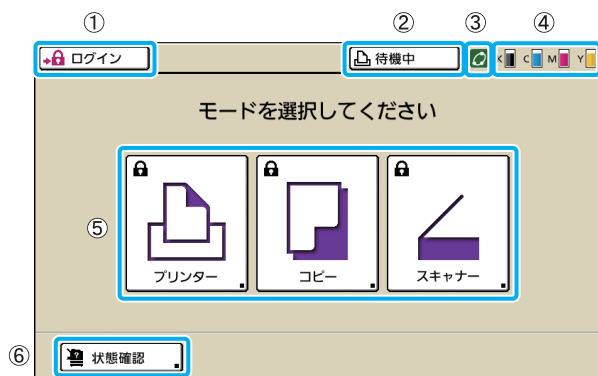 ① ② ③ ④
ログイン 待機中 K C M Y
モードを選択してください
⑤
プリンター コピー スキャナー
⑥ 状態確認